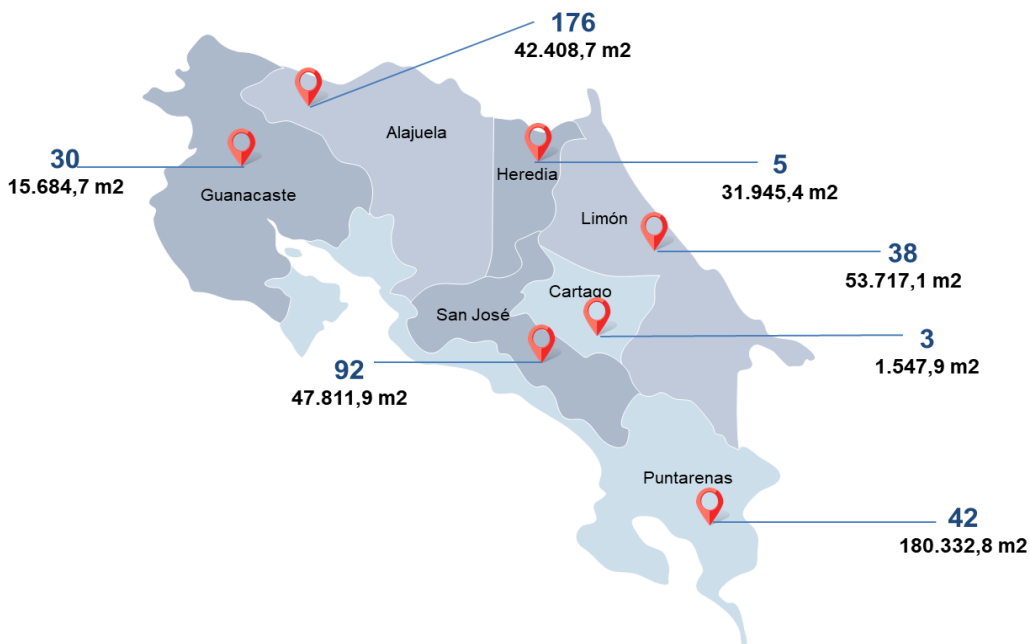 176
42.408,7 m2
Alajuela
30
15.684,7 m2
Guanacaste
Heredia
5
31.945,4 m2
Limón
38
53.717,1 m2
Cartago
San José
3
1.547,9 m2
92
47.811,9 m2
Puntarenas
42
180.332,8 m2